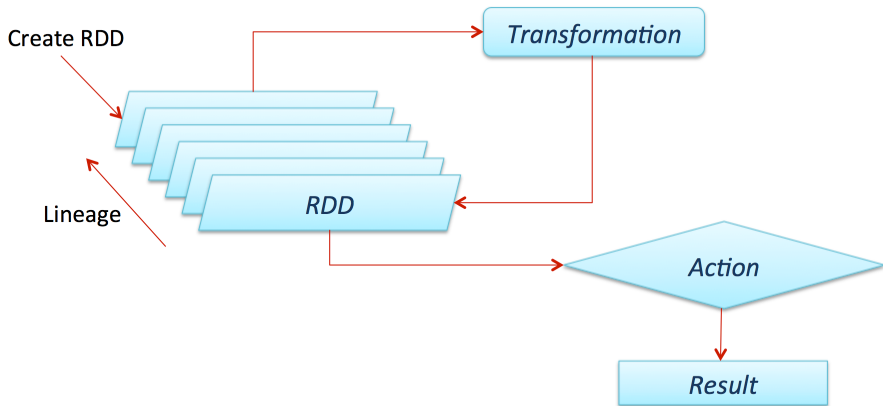 Create RDD
Transformation
Lineage
RDD
Action
Result